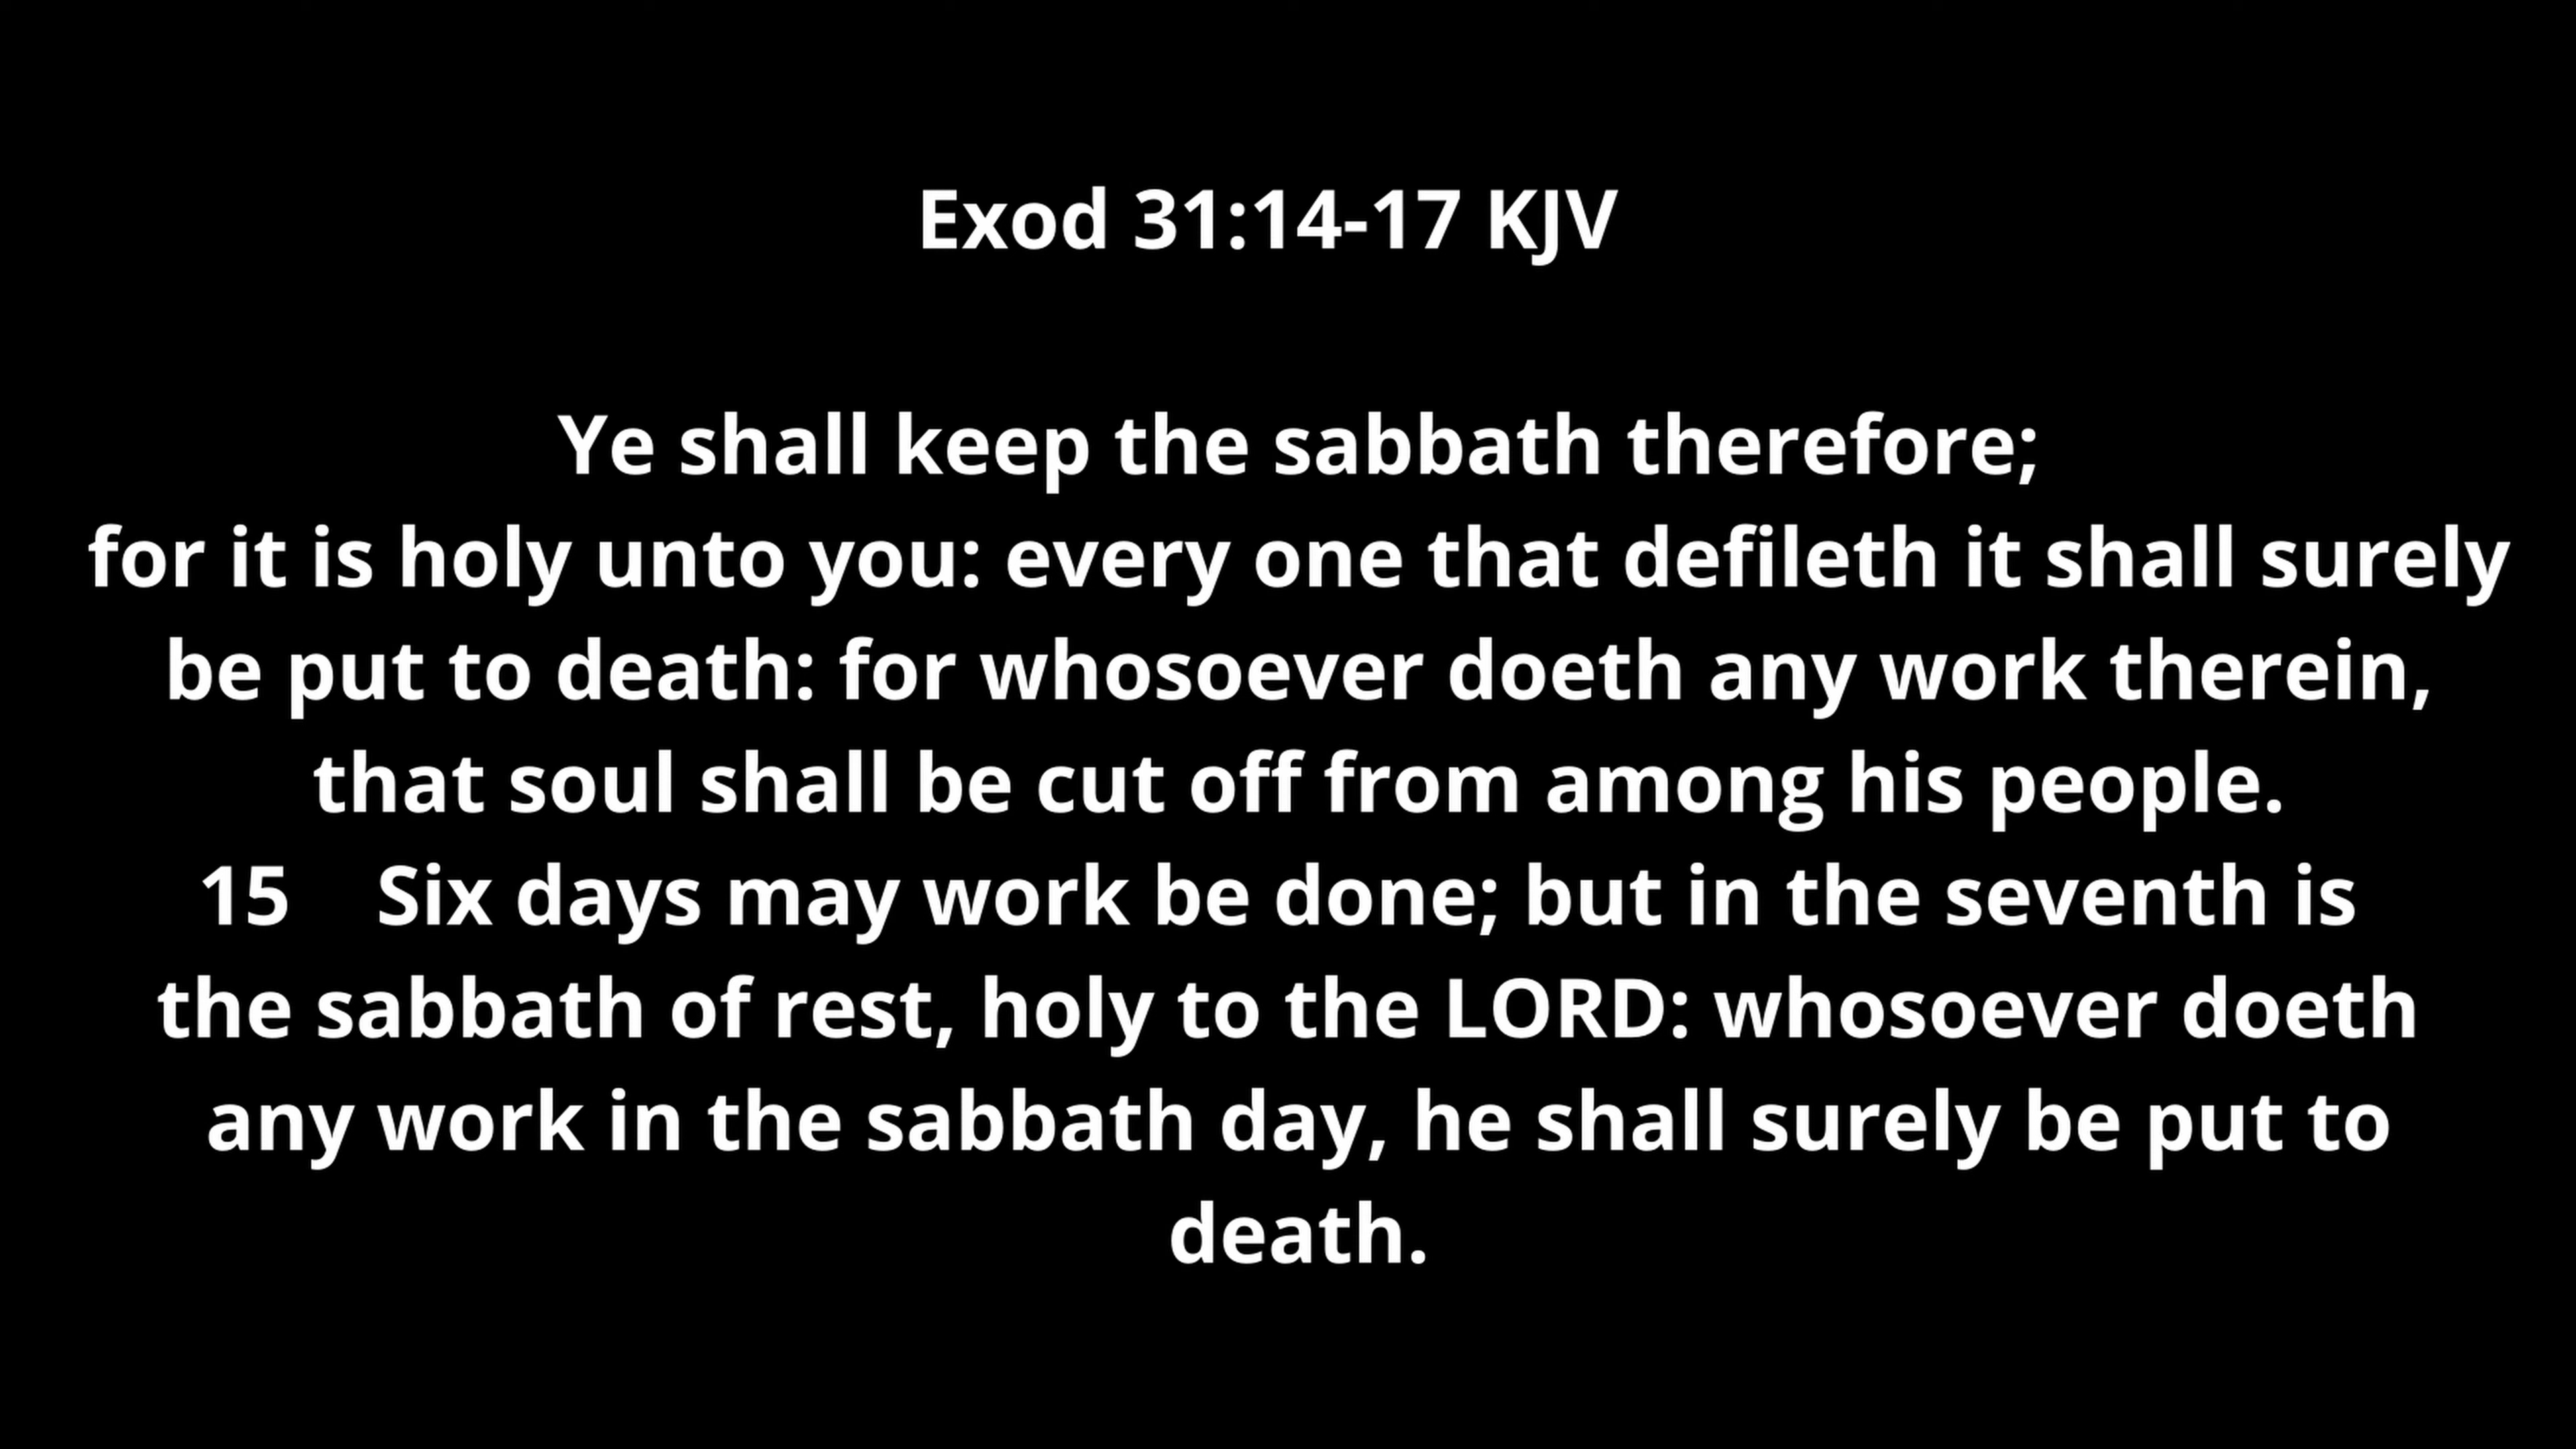 Exod 31:14-17 KJV
Ye shall keep the sabbath therefore;
for it is holy unto you: every one that defileth it shall surely
be put to death: for whosoever doeth any work therein,
that soul shall be cut off from among his people.
15 Six days may work be done; but in the seventh is
the sabbath of rest, holy to the LORD: whosoever doeth
any work in the sabbath day, he shall surely be put to
death.